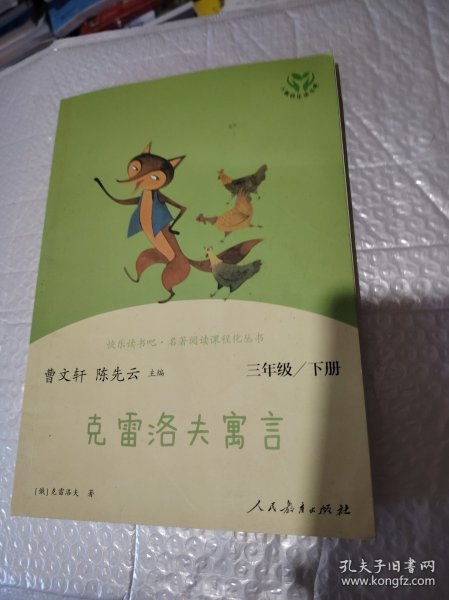 快乐读书吧·名著阅读课程化丛书
曹文轩 陈先云 主编
三年级/下册
克雷洛夫寓言
[俄]克雷洛夫 著
人民教育出版社
孔夫子旧书网
www.kongfz.com